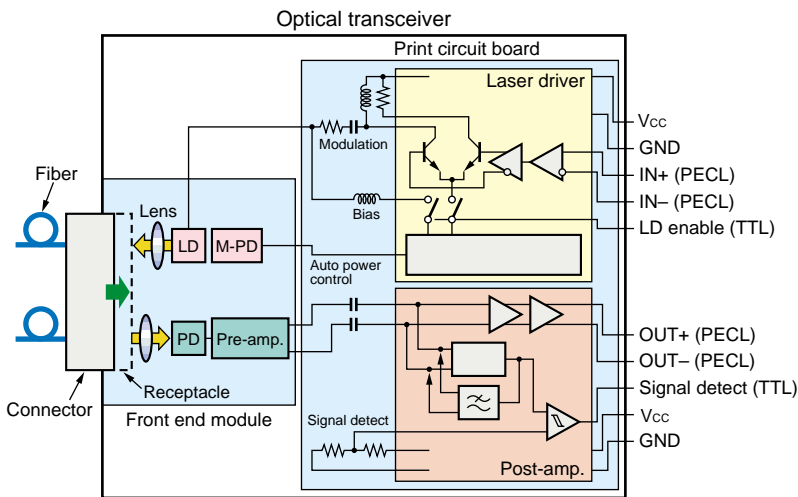 Optical transceiver
Print circuit board
Laser driver
Modulation
Bias
Auto power
control
Fiber
Lens
LD
M-PD
PD
Pre-amp.
Receptacle
Connector
Front end module
Signal detect
Post-amp.
Vcc
GND
IN+ (PECL)
IN– (PECL)
LD enable (TTL)
OUT+ (PECL)
OUT– (PECL)
Signal detect (TTL)
Vcc
GND